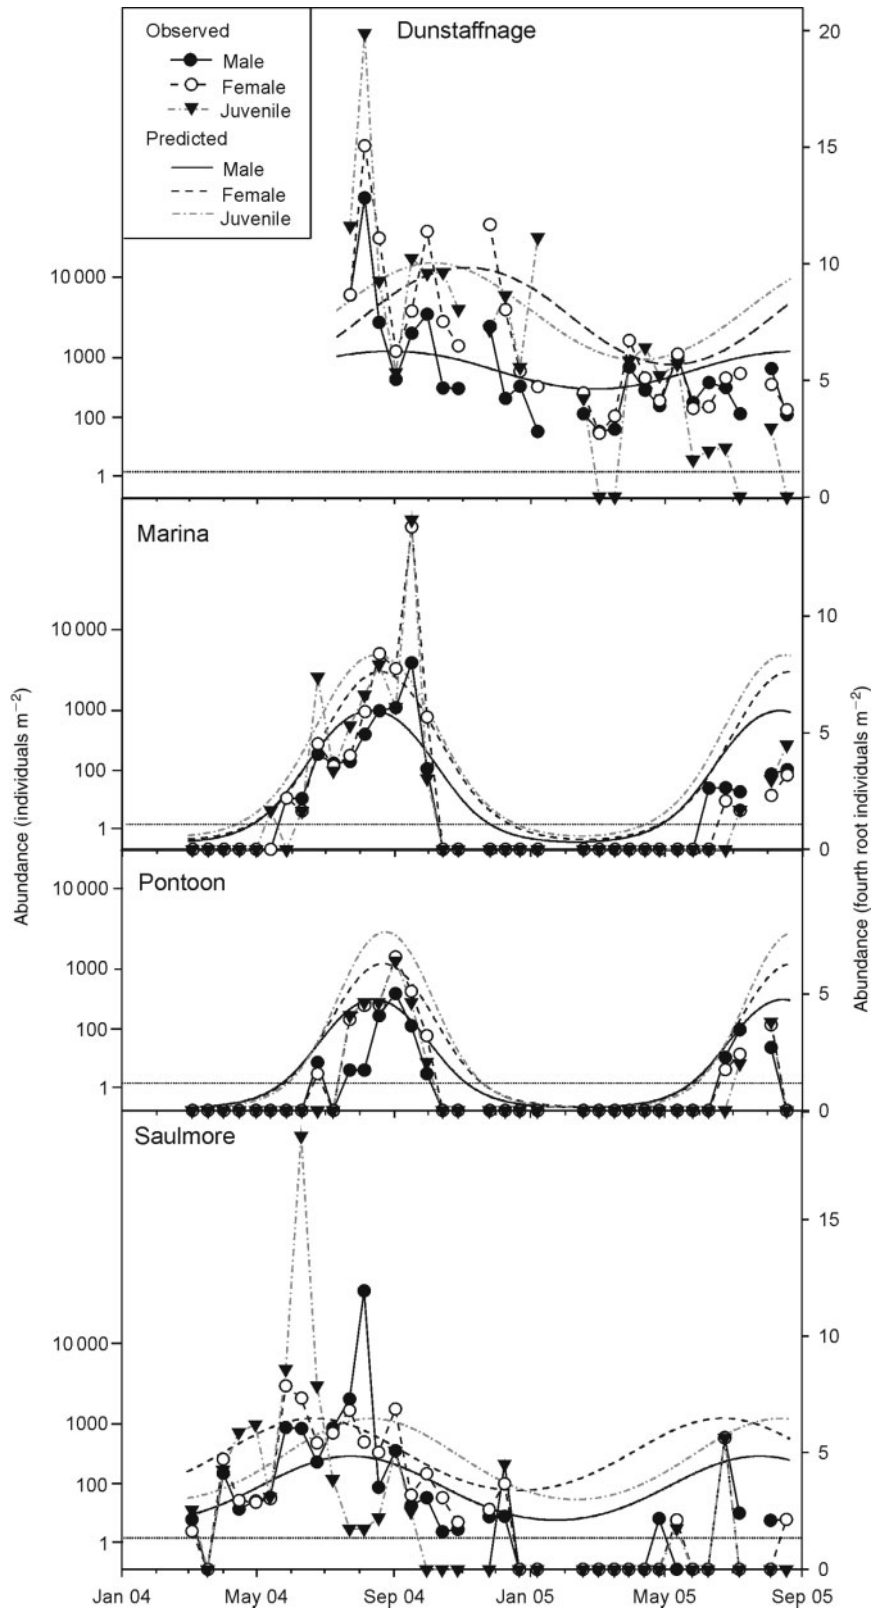 Observed
Male
Female
Juvenile
Predicted
Male
Female
Juvenile
Dunstaffnage
10 000
1000
100
1
20
15
10
5
0
Marina
10 000
1000
100
1
10
5
0
Pontoon
10 000
1000
100
1
5
0
Saulmore
10 000
1000
100
1
15
10
5
0
Jan 04
May 04
Sep 04
Jan 05
May 05
Sep 05
Abundance (individuals m−2)
Abundance (fourth root individuals m−2)